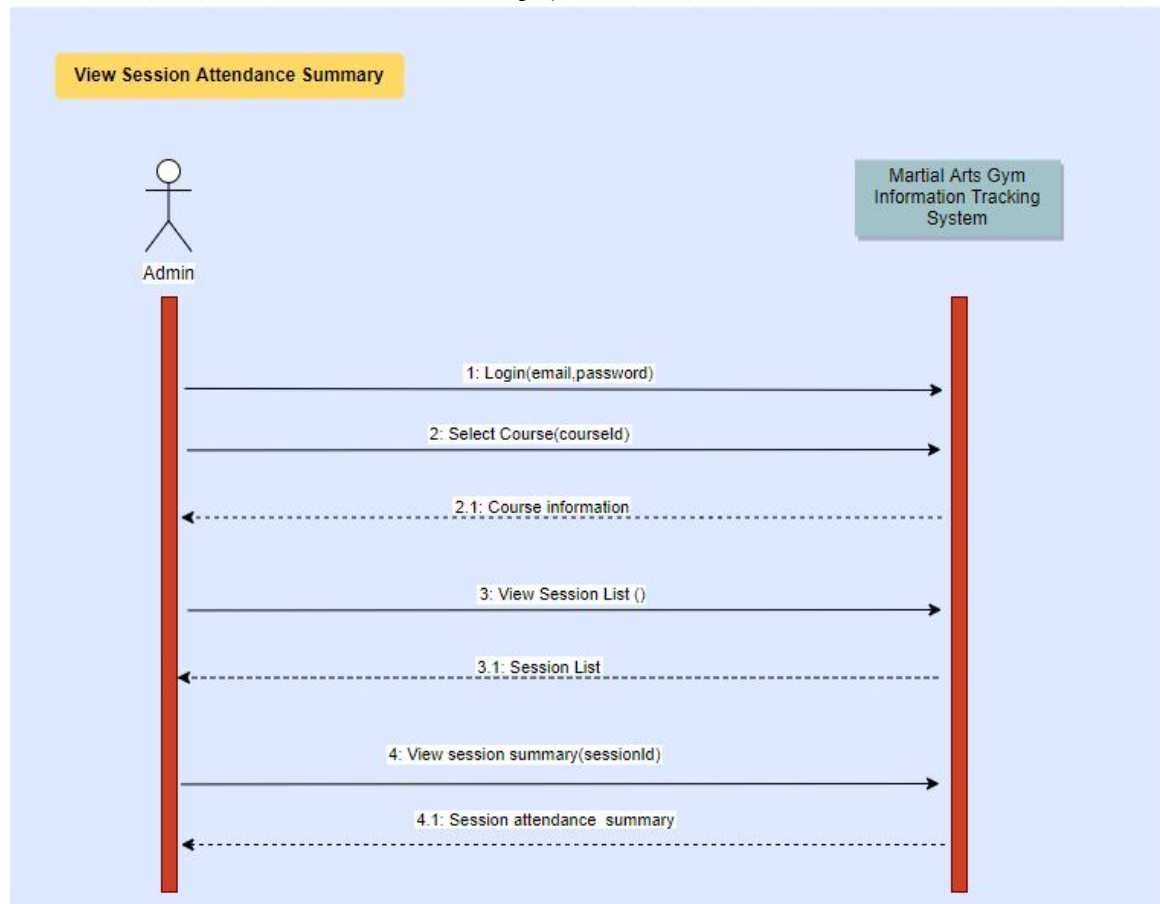 View Session Attendance Summary
Martial Arts Gym
Information Tracking
System
Admin
1: Login(email,password)
2: Select Course(courseId)
2.1: Course information
3: View Session List ()
3.1: Session List
4: View session summary(sessionId)
4.1: Session attendance  summary